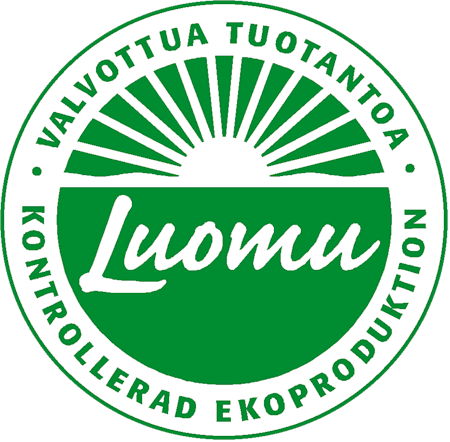 VALVOTTUA TUOTANTOA
Luomu
KONTROLLERAD EKOPRODUKTION